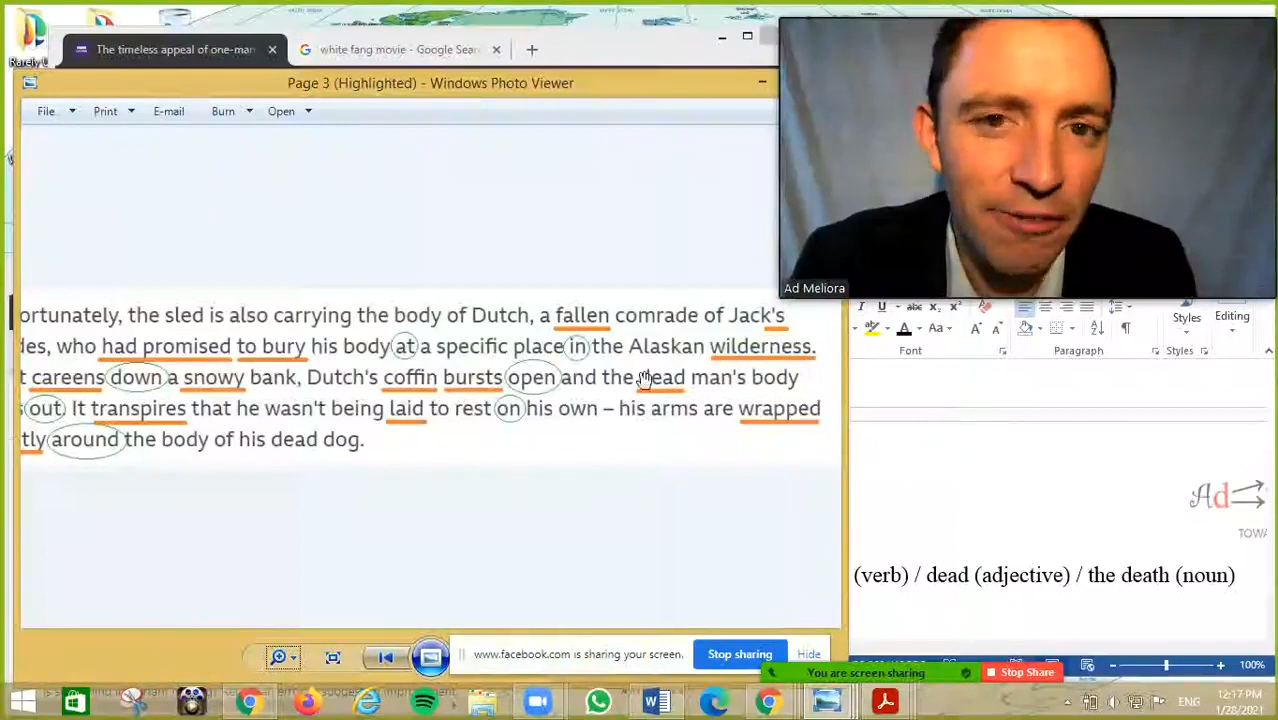 The timeless appeal of one-man
white fang movie - Google Sear
Page 3 (Highlighted) - Windows Photo Viewer
File Print E-mail Burn Open
ortunately, the sled is also carrying the body of Dutch, a fallen comrade of Jack's
des, who had promised to bury his body at a specific place in the Alaskan wilderness.
t careens down a snowy bank, Dutch's coffin bursts open and the dead man's body
s out. It transpires that he wasn't being laid to rest on his own – his arms are wrapped
tly around the body of his dead dog.
Ad Meliora
Styles
Editing
Font
Paragraph
Styles
Ad
TOWA
(verb) / dead (adjective) / the death (noun)
www.facebook.com is sharing your screen.
Stop sharing
Hide
You are screen sharing
Stop Share
100%
ENG
12:17 PM
1/28/2021